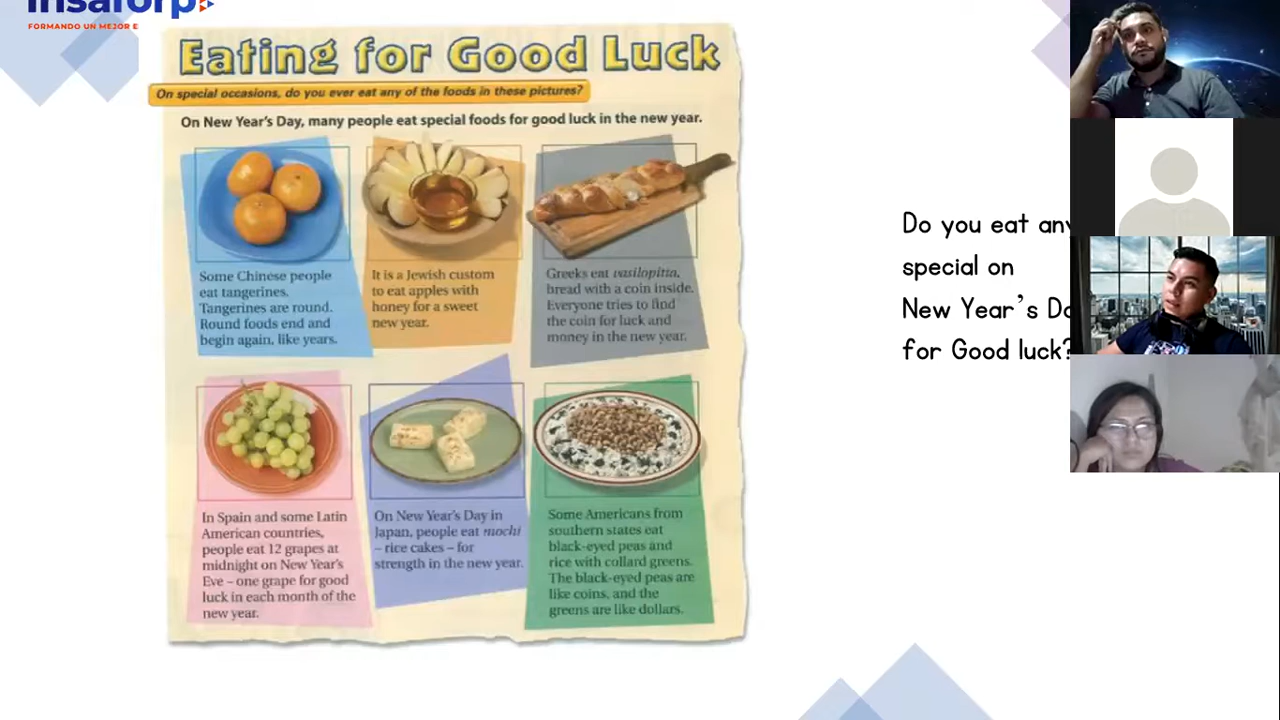 insaforp
FORMANDO UN MEJOR E
Eating for Good Luck
On special occasions, do you ever eat any of the foods in these pictures?
On New Year's Day, many people eat special foods for good luck in the new year.
Some Chinese people
eat tangerines.
Tangerines are round.
Round foods end and
begin again, like years.
It is a Jewish custom
to eat apples with
honey for a sweet
new year.
Greeks eat vasilopitta,
bread with a coin inside.
Everyone tries to find
the coin for luck and
money in the new year.
In Spain and some Latin
American countries,
people eat 12 grapes at
midnight on New Year's
Eve – one grape for good
luck in each month of the
new year.
On New Year's Day in
Japan, people eat mochi
– rice cakes – for
strength in the new year.
Some Americans from
southern states eat
black-eyed peas and
rice with collard greens.
The black-eyed peas are
like coins, and the
greens are like dollars.
Do you eat any
special on
New Year's Da
for Good luck?